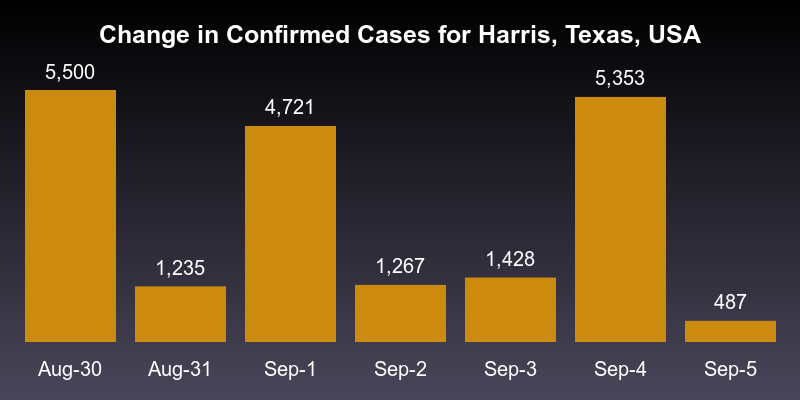 Change in Confirmed Cases for Harris, Texas, USA
5,500
1,235
4,721
1,267
1,428
5,353
487
Aug-30
Aug-31
Sep-1
Sep-2
Sep-3
Sep-4
Sep-5